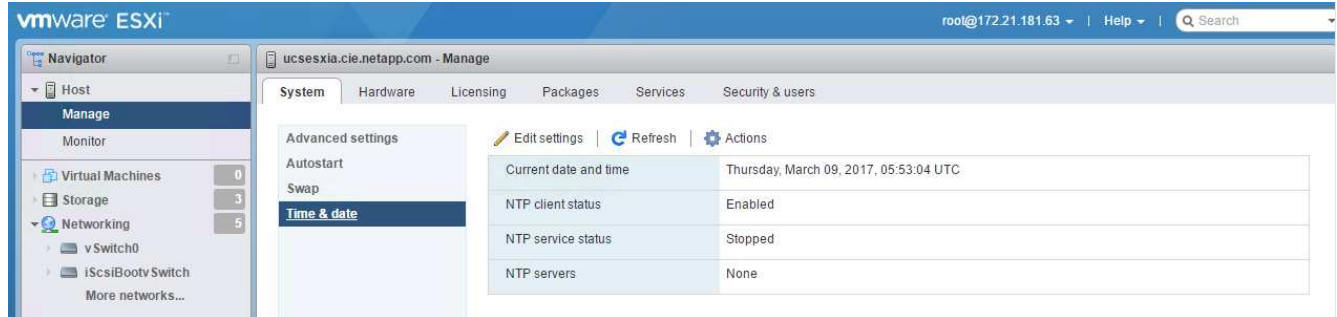 vmware ESXi™
root@172.21.181.63 | Help | Search
Navigator
ucsesxia.cie.netapp.com - Manage
Host
Manage
Monitor
Virtual Machines 0
Storage 3
Networking 5
vSwitch0
iScsiBootvSwitch
More networks...
System Hardware Licensing Packages Services Security & users
Advanced settings
Autostart
Swap
Time & date
Edit settings | Refresh | Actions
Current date and time Thursday, March 09, 2017, 05:53:04 UTC
NTP client status Enabled
NTP service status Stopped
NTP servers None